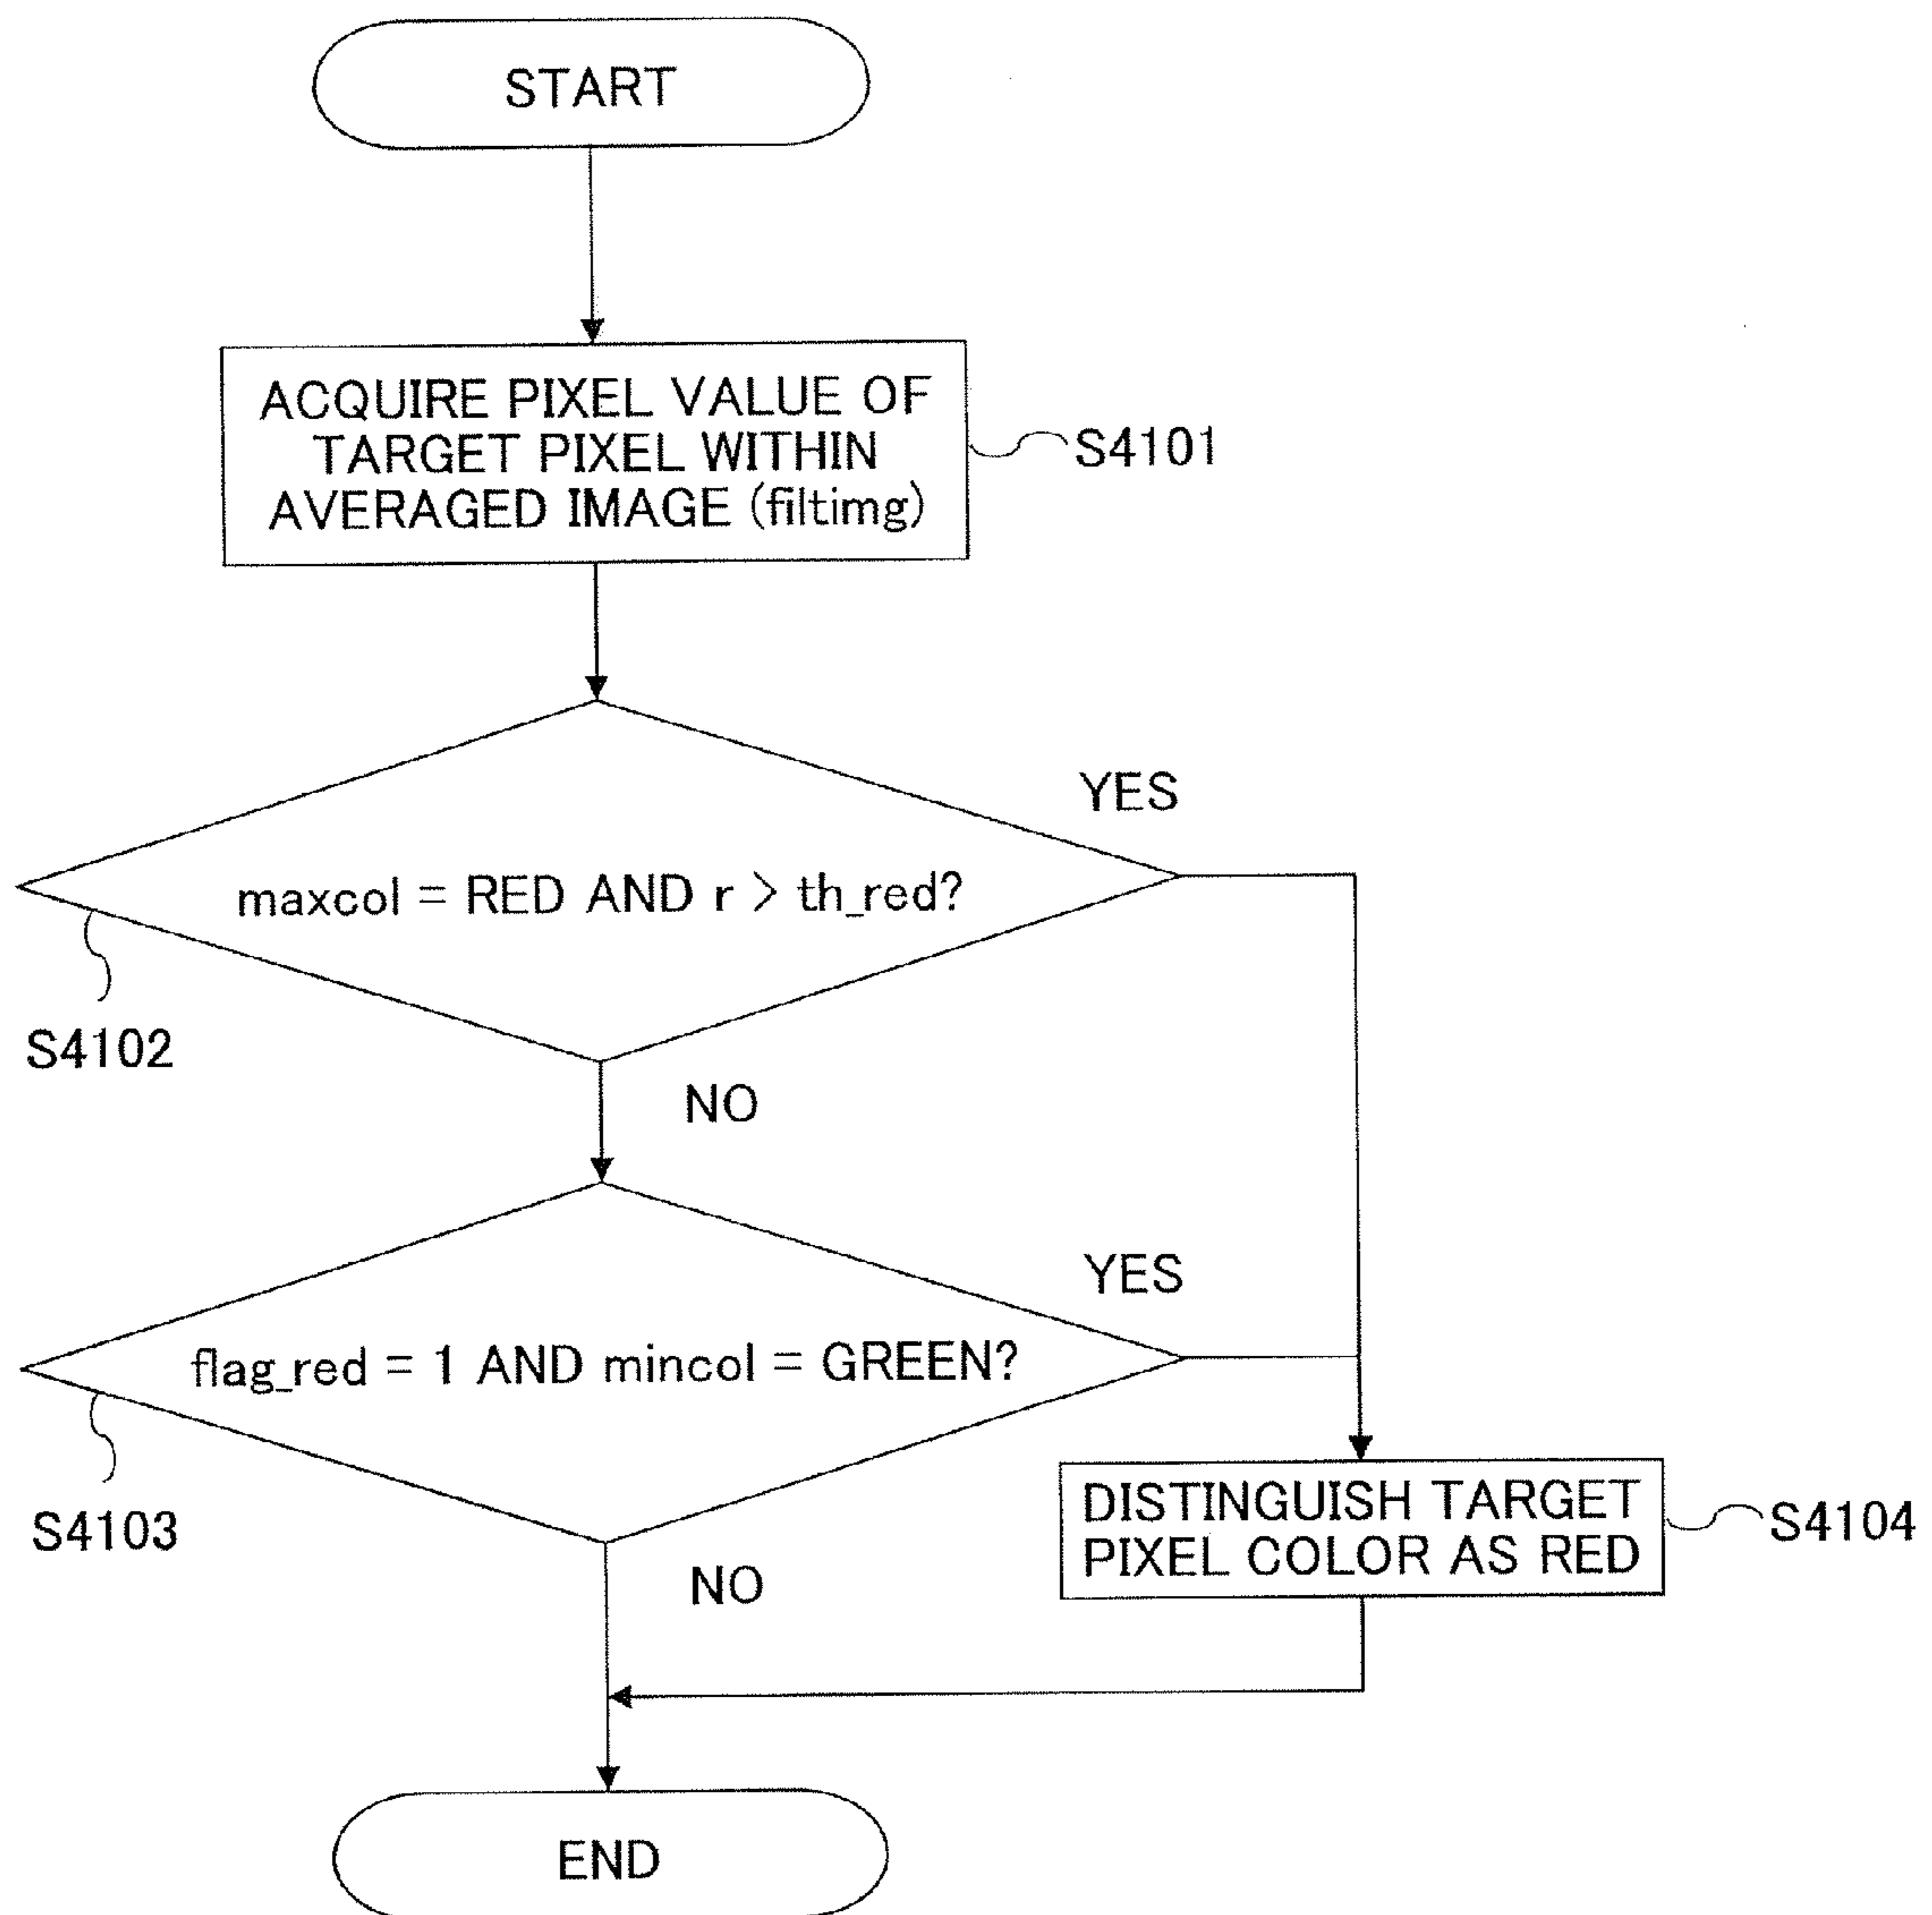 START
ACQUIRE PIXEL VALUE OF
TARGET PIXEL WITHIN
AVERAGED IMAGE (filtimg)
S4101
YES
maxcol = RED AND r > th_red?
S4102
NO
YES
flag_red = 1 AND mincol = GREEN?
S4103
DISTINGUISH TARGET
PIXEL COLOR AS RED
S4104
NO
END